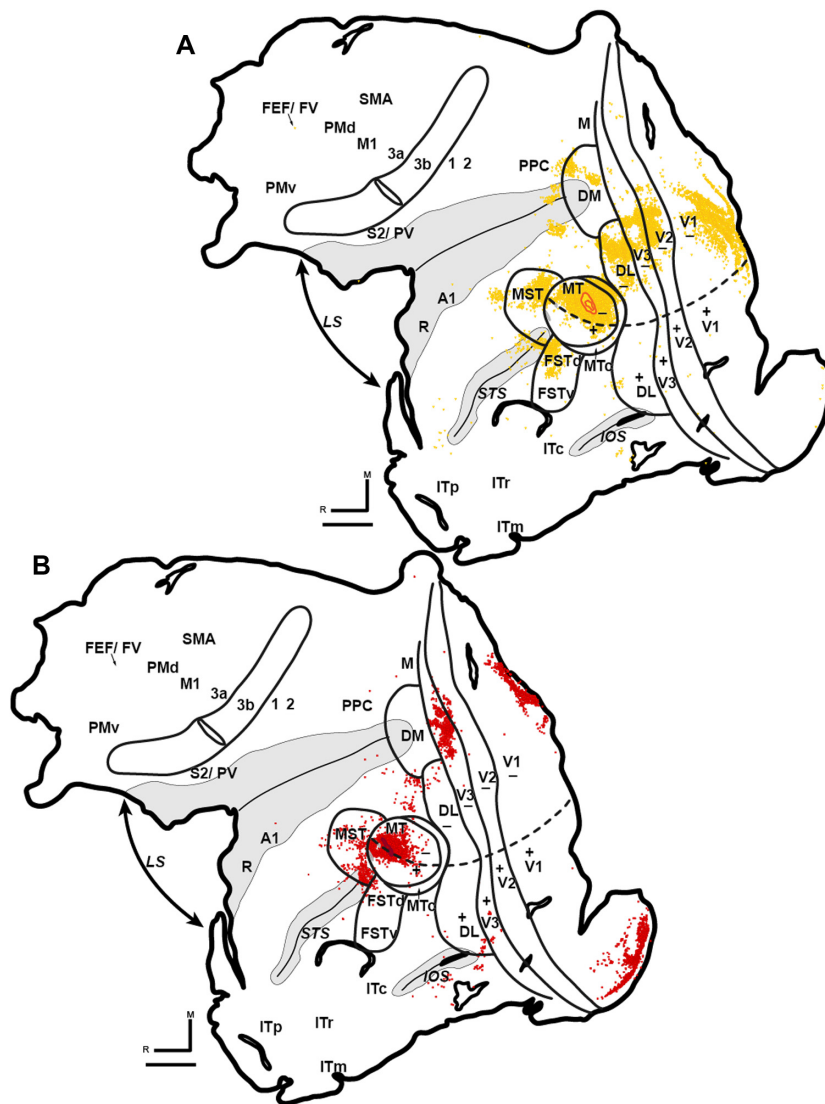 A
SMA
FEF/ FV
PMd
M1
3a
3b
1 2
PMv
S2/ PV
M
PPC
DM
V1
–
V2
–
V3
–
DL
–
MST
MT
–
+
A1
R
LS
FSTd
MTc
FSTv
STS
+
V1
+
V2
+
V3
+
DL
ITc
IOS
ITp
ITr
ITm
M
R
B
SMA
FEF/ FV
PMd
M1
3a
3b
1 2
PMv
S2/ PV
M
PPC
DM
V1
–
V2
–
V3
–
DL
–
MST
MT
–
+
A1
R
LS
FSTd
MTc
FSTv
STS
+
V1
+
V2
+
V3
+
DL
ITc
IOS
ITp
ITr
ITm
M
R